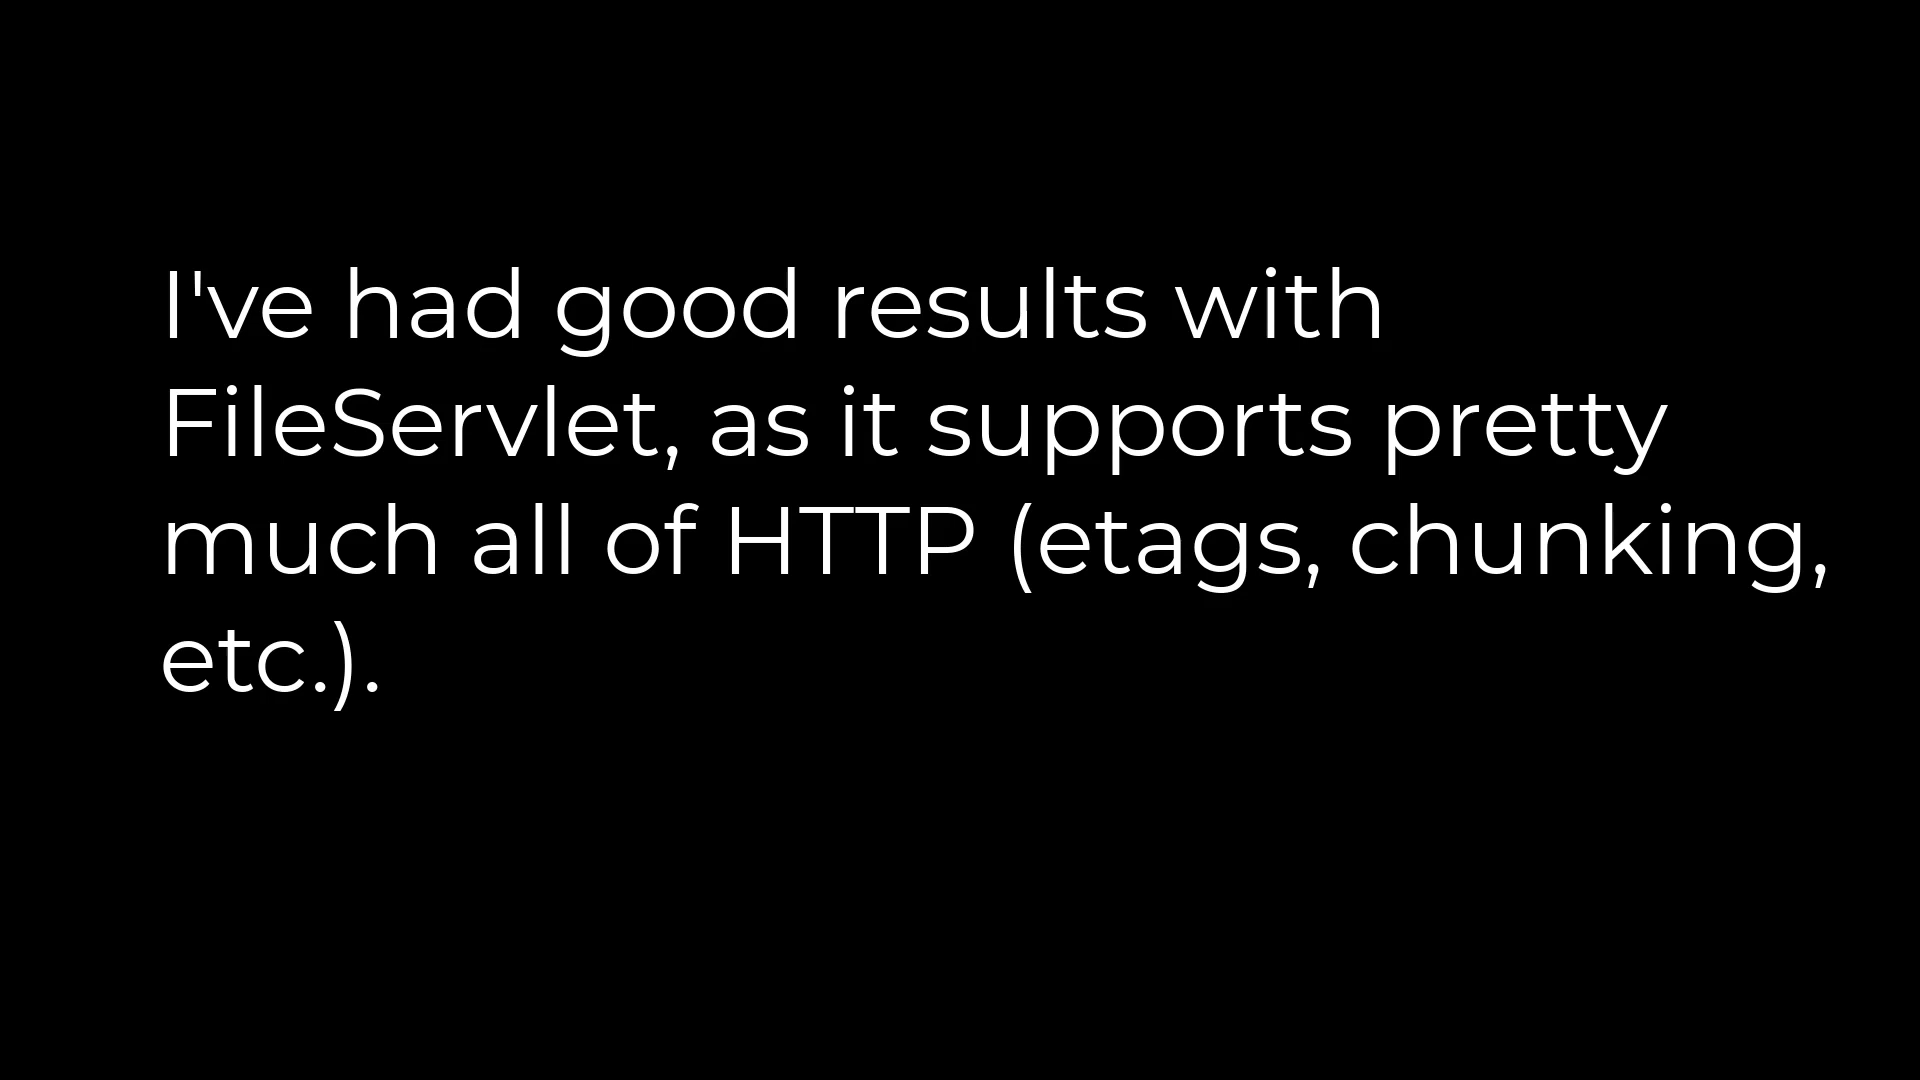 I've had good results with
FileServlet, as it supports pretty
much all of HTTP (etags, chunking,
etc.).